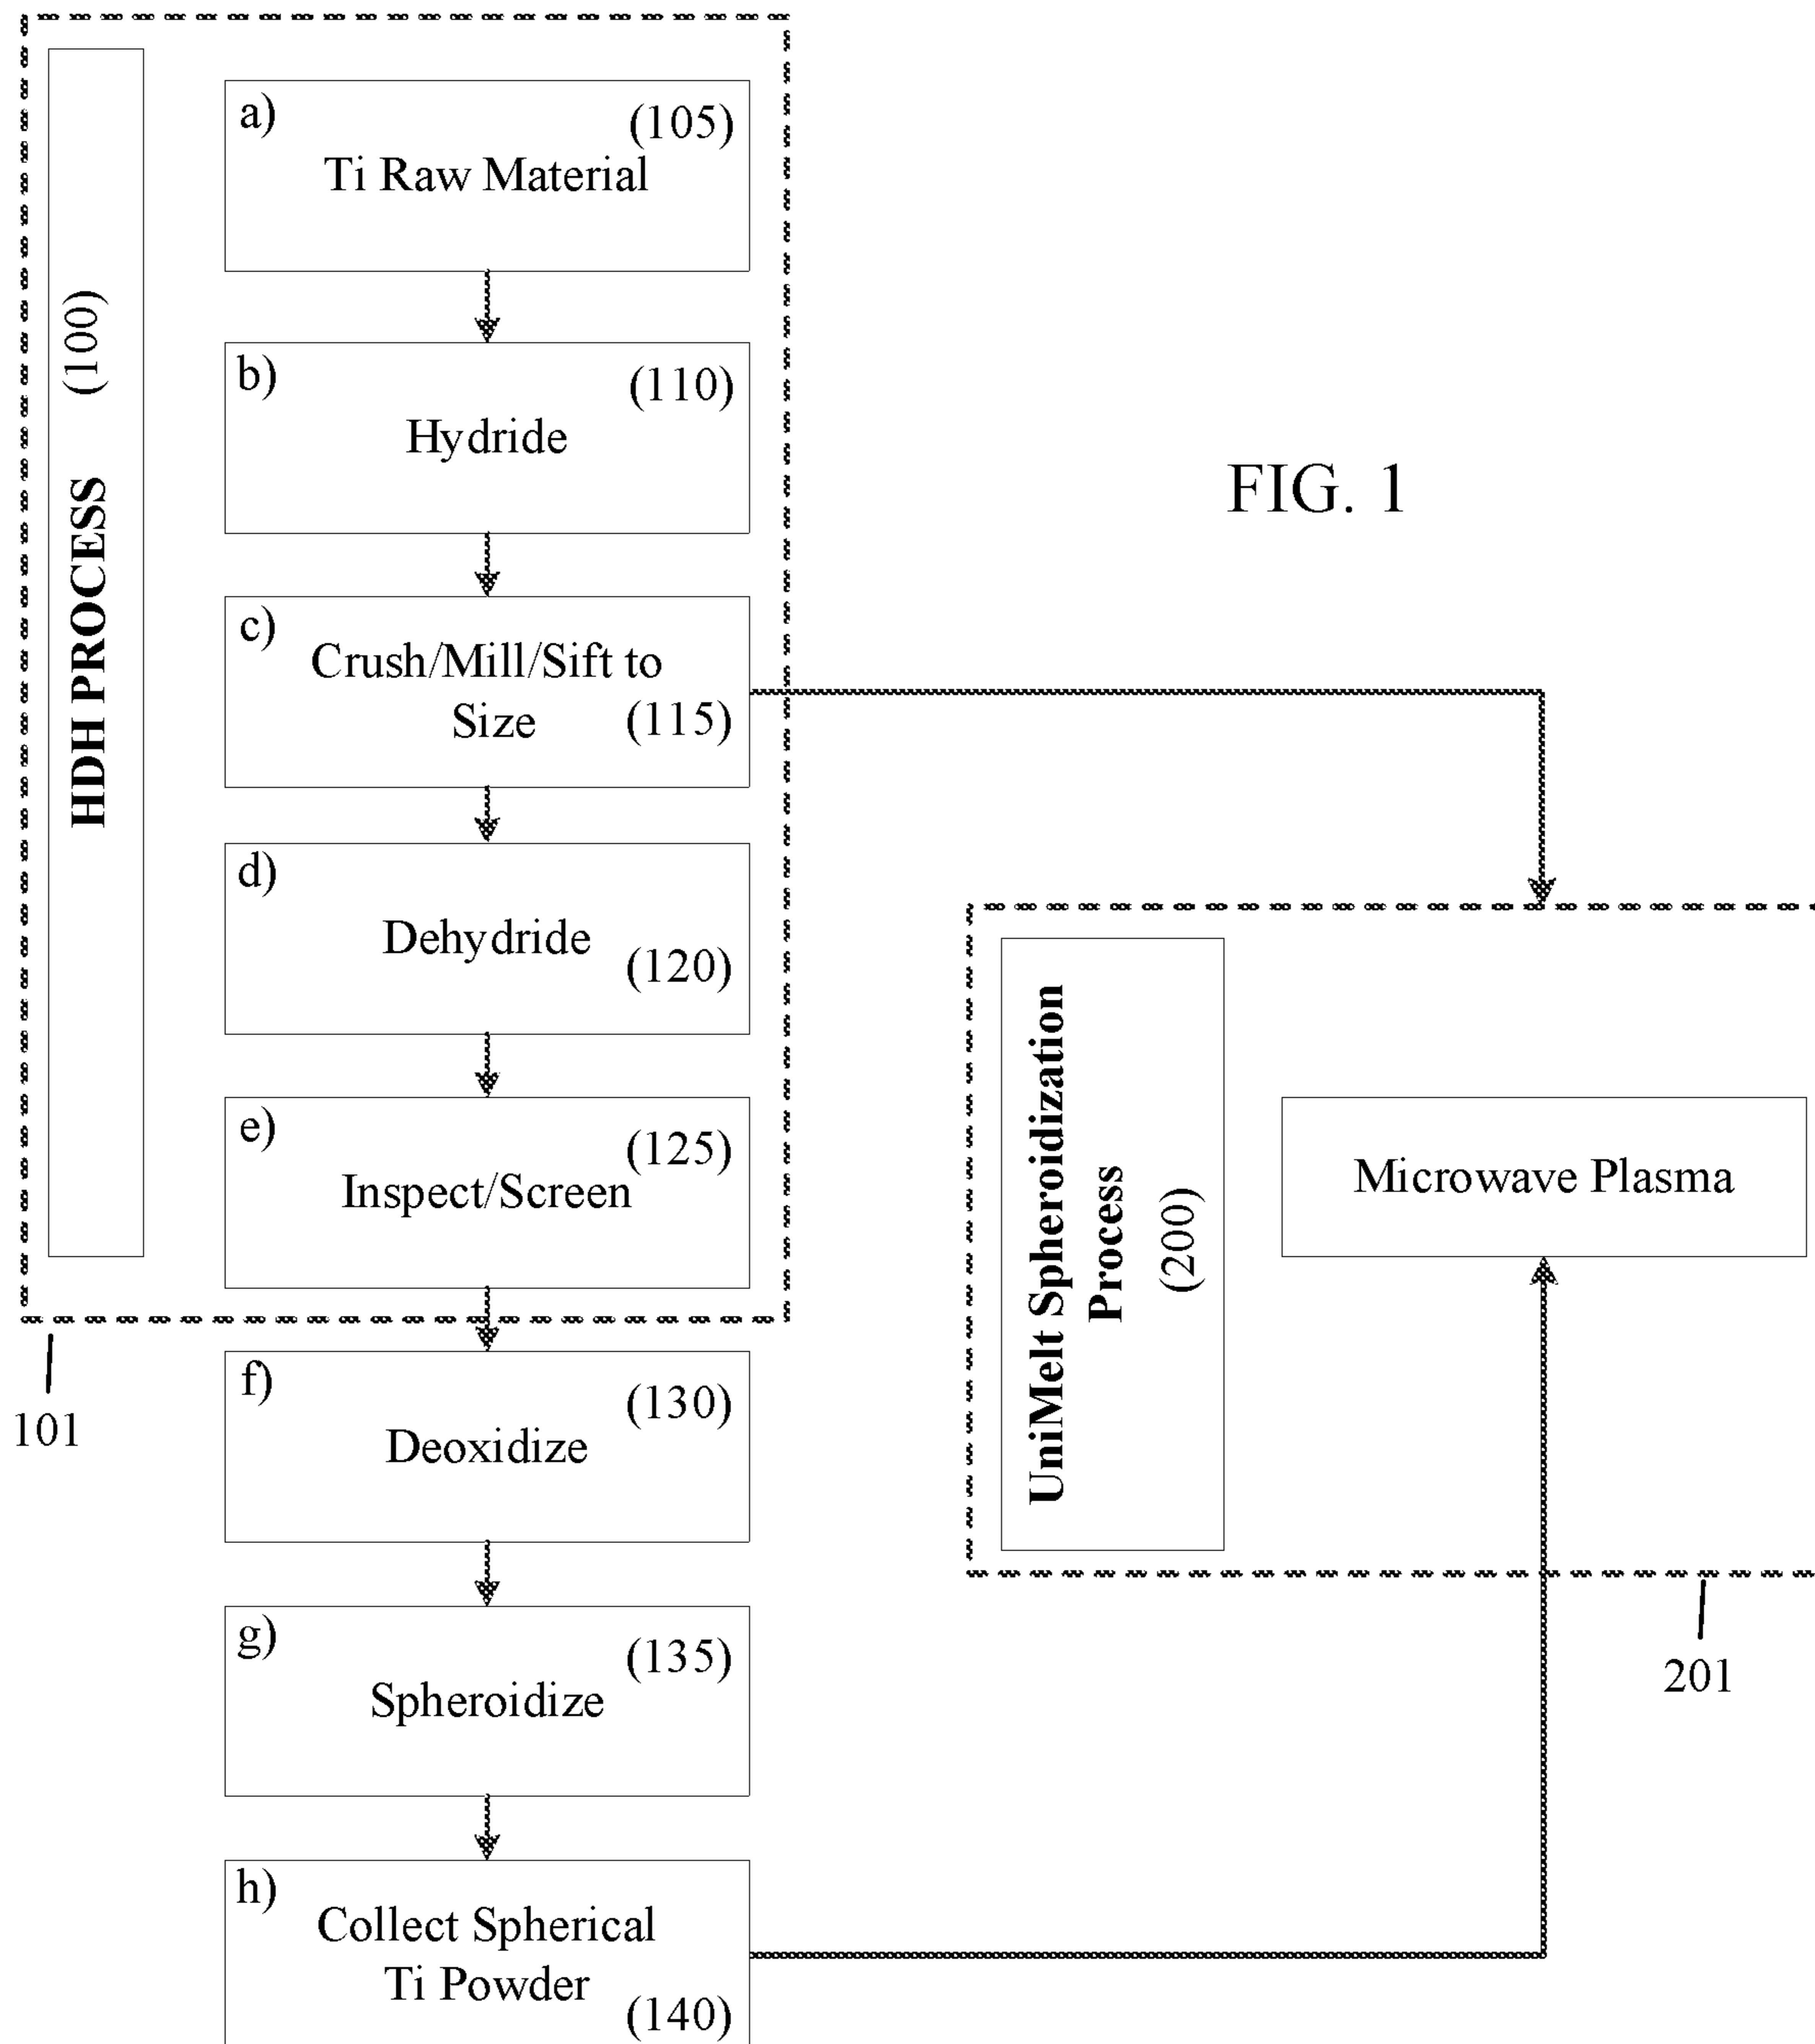 HDH PROCESS (100)
a)
(105)
Ti Raw Material
b)
(110)
Hydride
c)
Crush/Mill/Sift to
Size
(115)
d)
Dehydride
(120)
e)
(125)
Inspect/Screen
101
f)
(130)
Deoxidize
g)
(135)
Spheroidize
h)
Collect Spherical
Ti Powder
(140)
FIG. 1
UniMelt Spheroidization
Process
(200)
Microwave Plasma
201